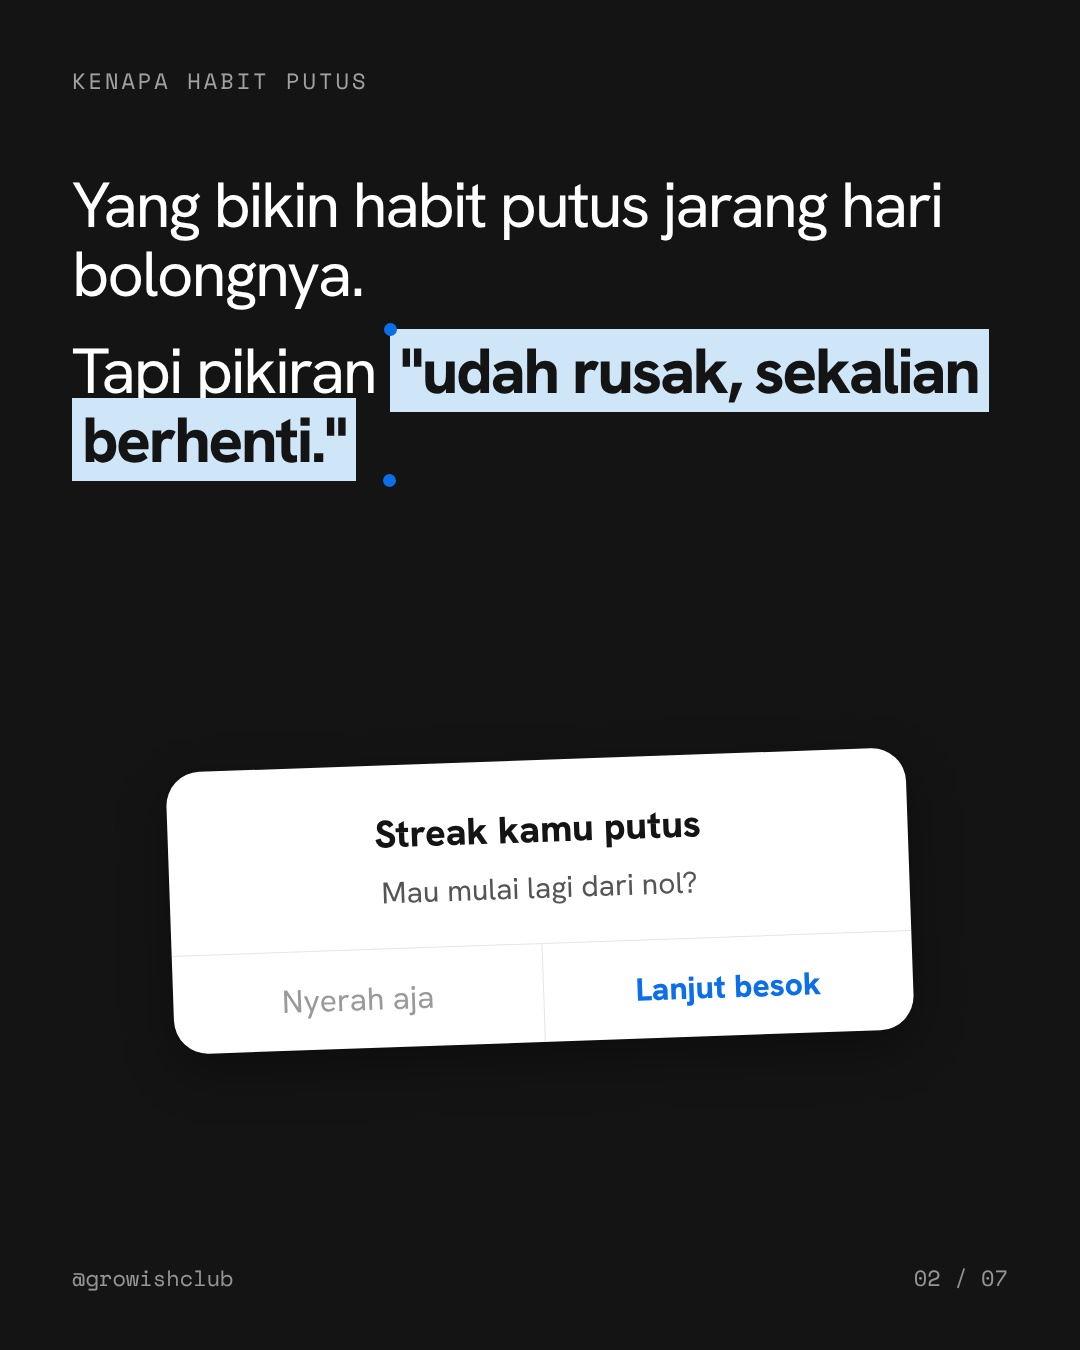 KENAPA HABIT PUTUS
Yang bikin habit putus jarang hari
bolongnya.
Tapi pikiran "udah rusak, sekalian
berhenti."
Streak kamu putus
Mau mulai lagi dari nol?
Nyerah aja
Lanjut besok
@growishclub
02 / 07